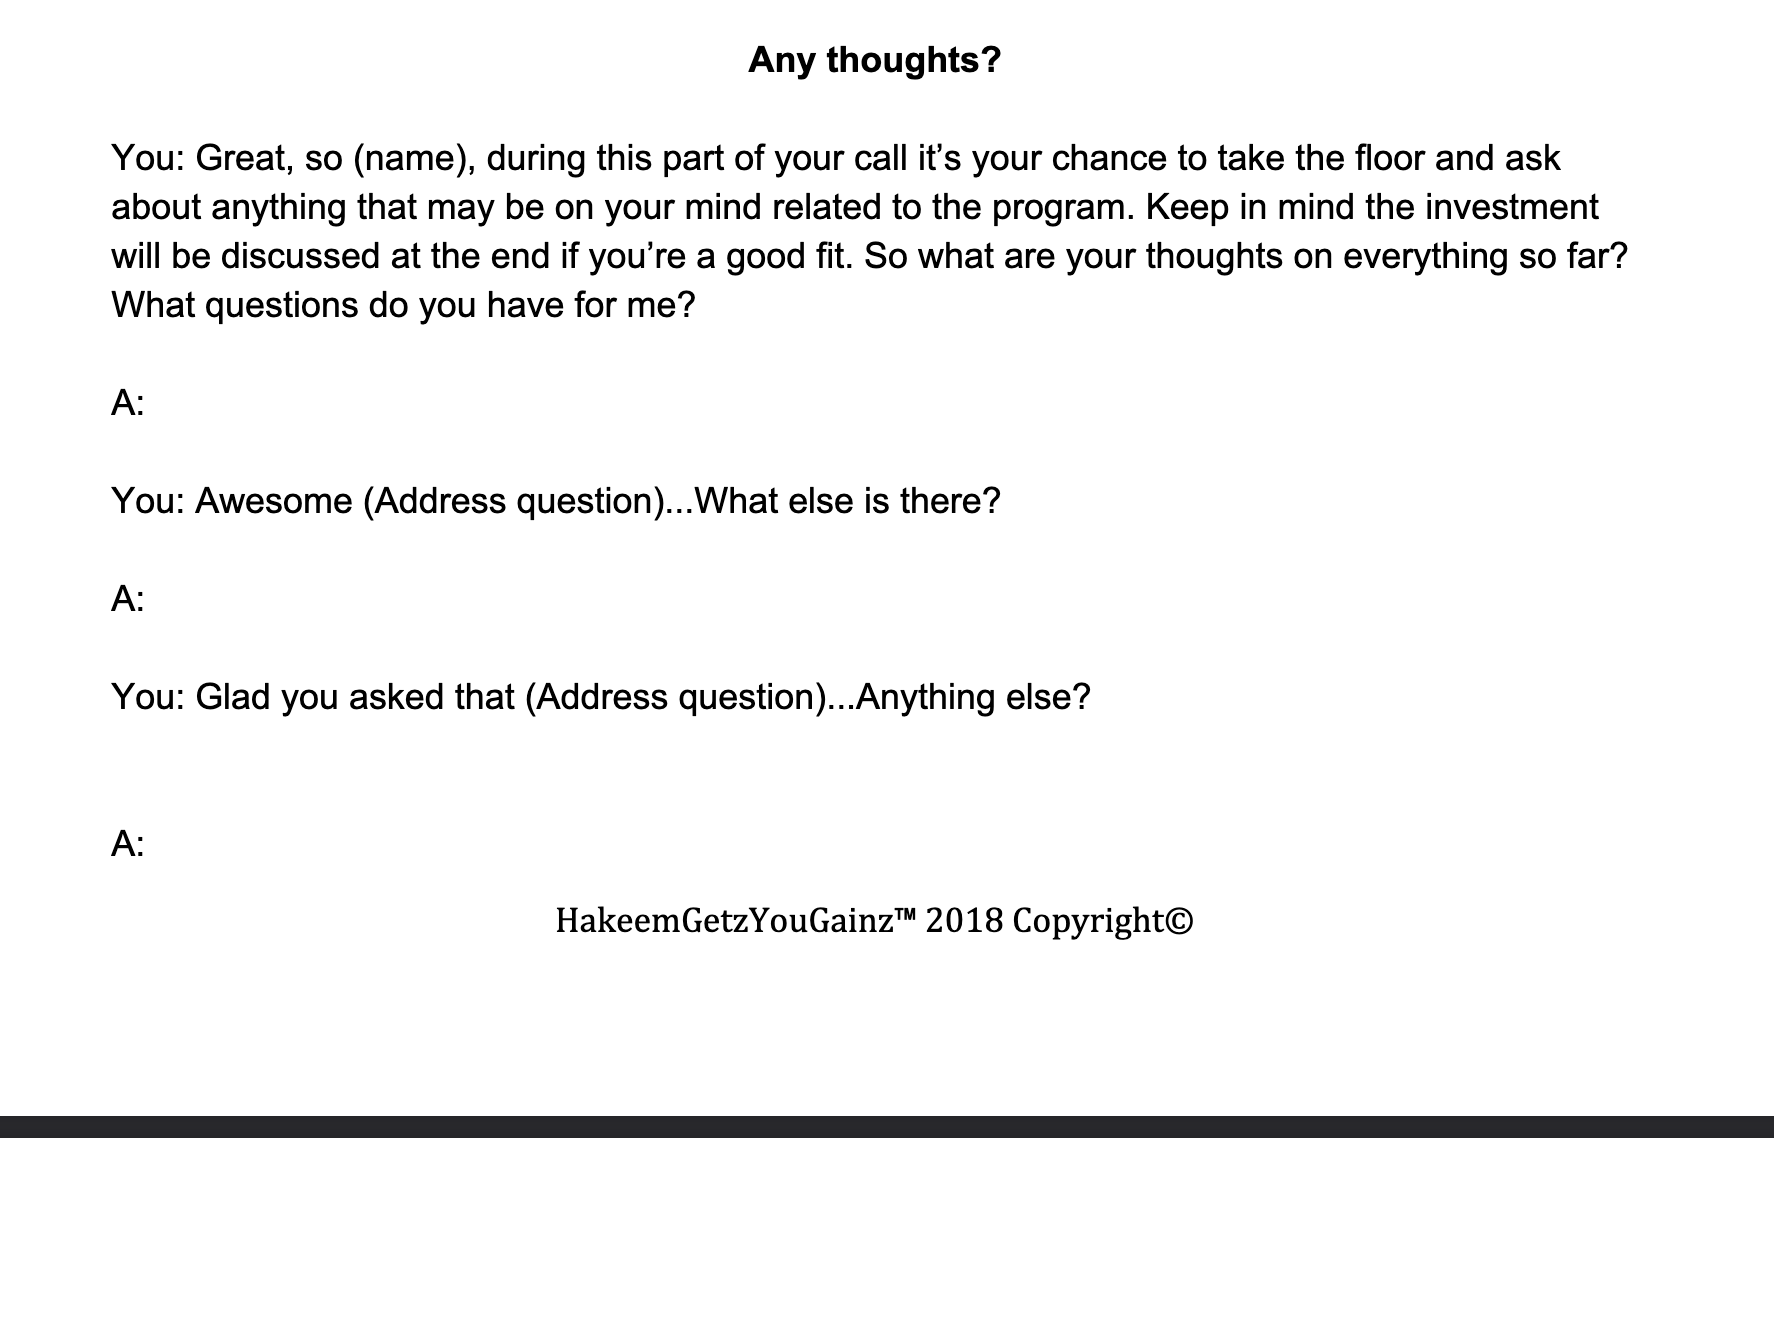 Any thoughts?
You: Great, so (name), during this part of your call it’s your chance to take the floor and ask
about anything that may be on your mind related to the program. Keep in mind the investment
will be discussed at the end if you’re a good fit. So what are your thoughts on everything so far?
What questions do you have for me?
A:
You: Awesome (Address question)...What else is there?
A:
You: Glad you asked that (Address question)...Anything else?
A:
HakeemGetzYouGainz™ 2018 Copyright©